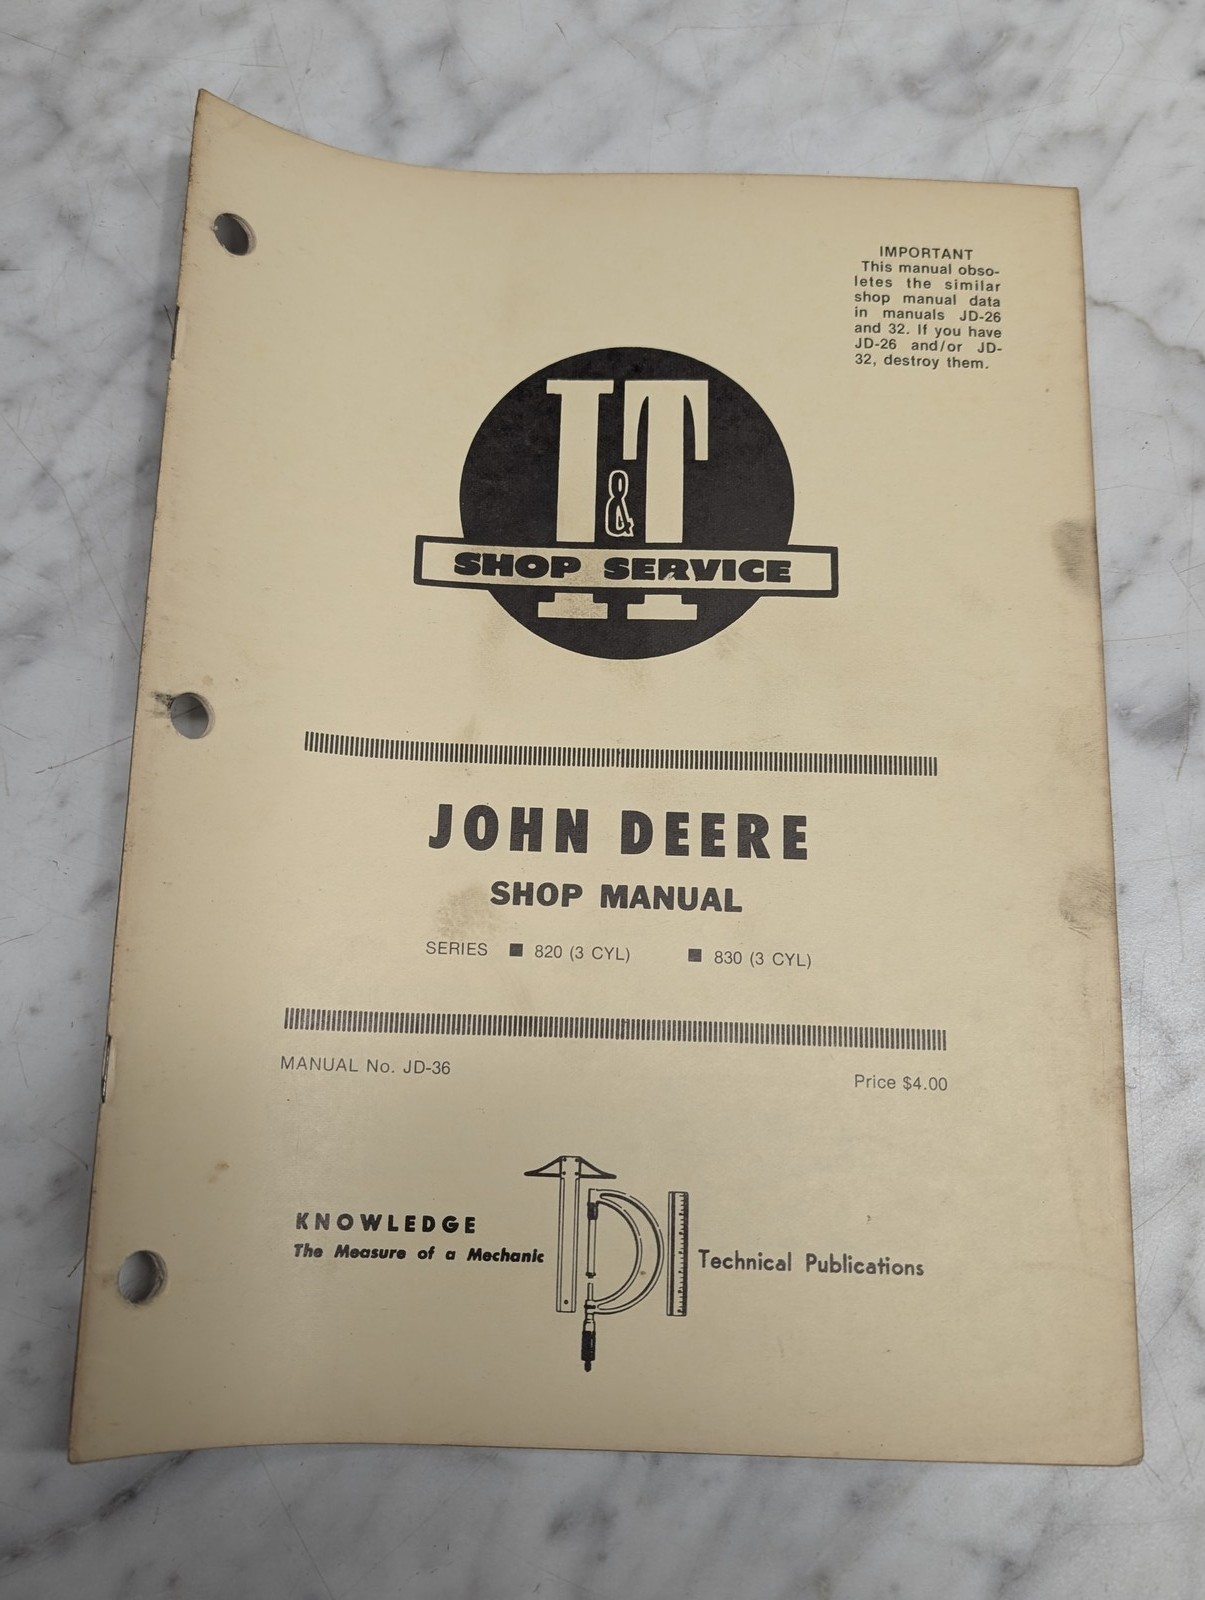 IMPORTANT
This manual obso-
letes the similar
shop manual data
in manuals JD-26
and 32. If you have
JD-26 and/or JD-
32, destroy them.
I&T
SHOP SERVICE
JOHN DEERE
SHOP MANUAL
SERIES ■ 820 (3 CYL) ■ 830 (3 CYL)
MANUAL No. JD-36
Price $4.00
KNOWLEDGE
The Measure of a Mechanic
TPI
Technical Publications